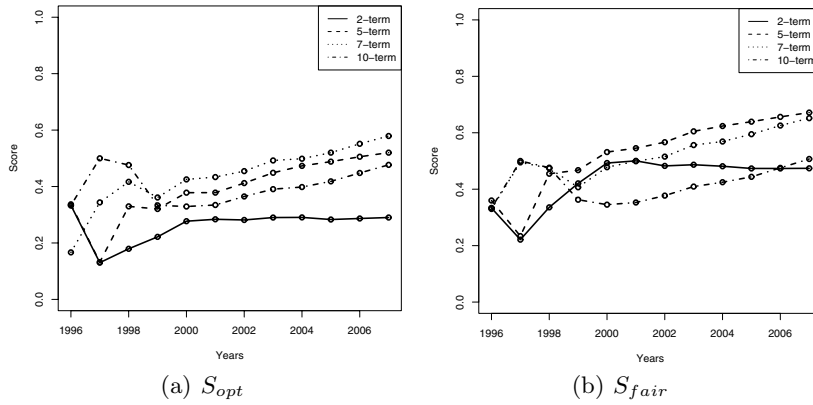 2−term
5−term
7−term
10−term
Score
0.0 0.2 0.4 0.6 0.8 1.0
1996 1998 2000 2002 2004 2006
Years
(a) S_opt
2−term
5−term
7−term
10−term
Score
0.0 0.2 0.4 0.6 0.8 1.0
1996 1998 2000 2002 2004 2006
Years
(b) S_fair